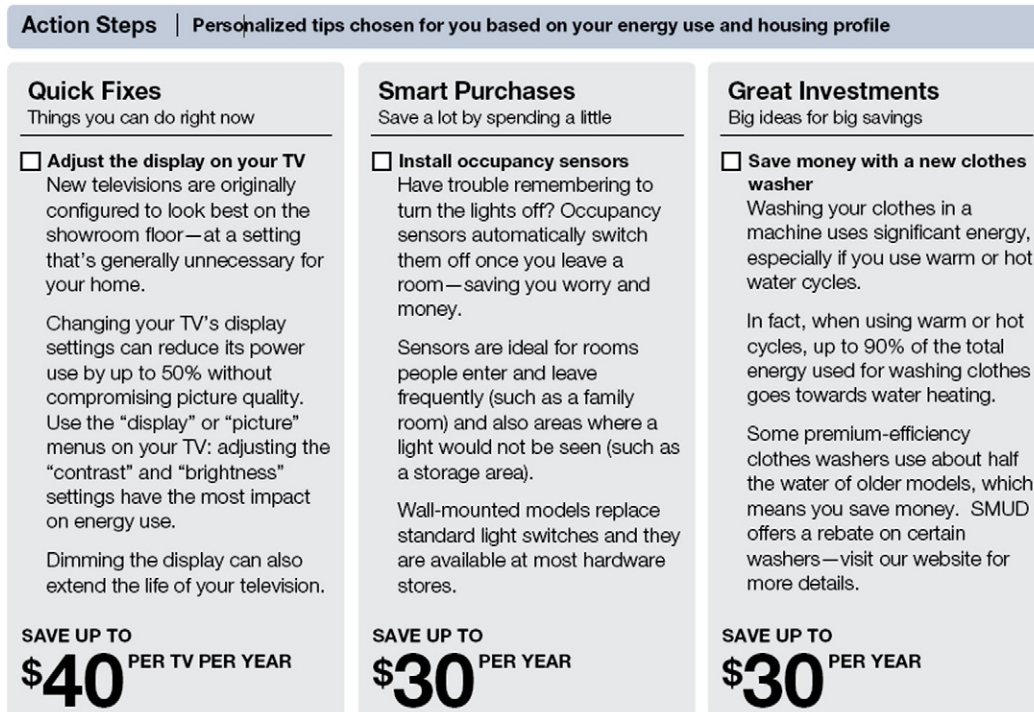 Action Steps | Personalized tips chosen for you based on your energy use and housing profile
Quick Fixes
Things you can do right now
Adjust the display on your TV
New televisions are originally
configured to look best on the
showroom floor—at a setting
that's generally unnecessary for
your home.
Changing your TV's display
settings can reduce its power
use by up to 50% without
compromising picture quality.
Use the “display” or “picture”
menus on your TV: adjusting the
“contrast” and “brightness”
settings have the most impact
on energy use.
Dimming the display can also
extend the life of your television.
SAVE UP TO
$40 PER TV PER YEAR
Smart Purchases
Save a lot by spending a little
Install occupancy sensors
Have trouble remembering to
turn the lights off? Occupancy
sensors automatically switch
them off once you leave a
room—saving you worry and
money.
Sensors are ideal for rooms
people enter and leave
frequently (such as a family
room) and also areas where a
light would not be seen (such as
a storage area).
Wall-mounted models replace
standard light switches and they
are available at most hardware
stores.
SAVE UP TO
$30 PER YEAR
Great Investments
Big ideas for big savings
Save money with a new clothes
washer
Washing your clothes in a
machine uses significant energy,
especially if you use warm or hot
water cycles.
In fact, when using warm or hot
cycles, up to 90% of the total
energy used for washing clothes
goes towards water heating.
Some premium-efficiency
clothes washers use about half
the water of older models, which
means you save money.  SMUD
offers a rebate on certain
washers—visit our website for
more details.
SAVE UP TO
$30 PER YEAR